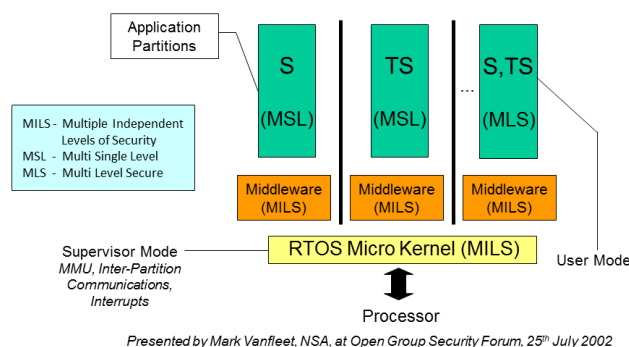 Application
Partitions
S
(MSL)
TS
(MSL)
...
S,TS
(MLS)
MILS - Multiple Independent
Levels of Security
MSL - Multi Single Level
MLS - Multi Level Secure
Middleware
(MILS)
Middleware
(MILS)
Middleware
(MILS)
Supervisor Mode
MMU, Inter-Partition
Communications,
Interrupts
RTOS Micro Kernel (MILS)
User Mode
Processor
Presented by Mark Vanfleet, NSA, at Open Group Security Forum, 25th July 2002